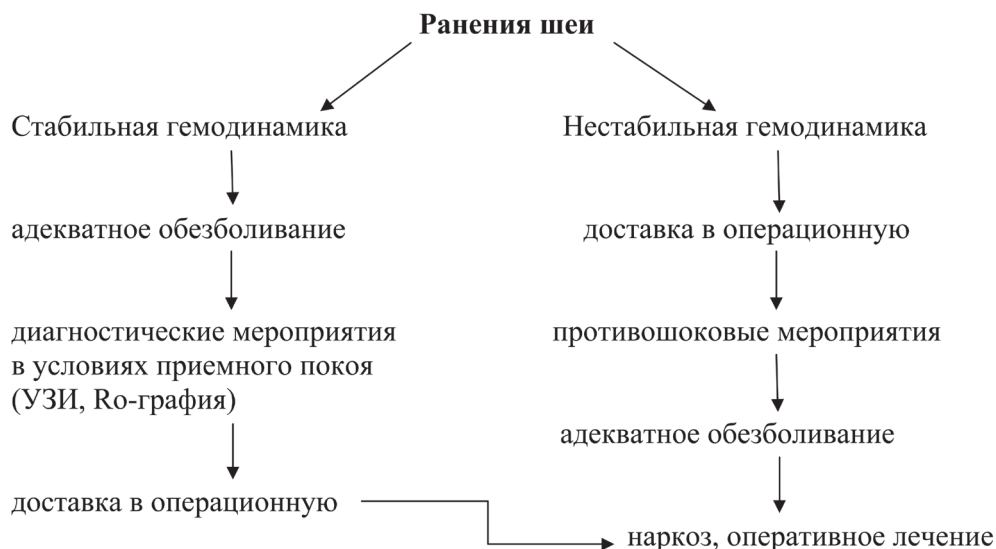 Ранения шеи
Стабильная гемодинамика
адекватное обезболивание
диагностические мероприятия
в условиях приемного покоя
(УЗИ, Ro-графия)
доставка в операционную
Нестабильная гемодинамика
доставка в операционную
противошоковые мероприятия
адекватное обезболивание
наркоз, оперативное лечение